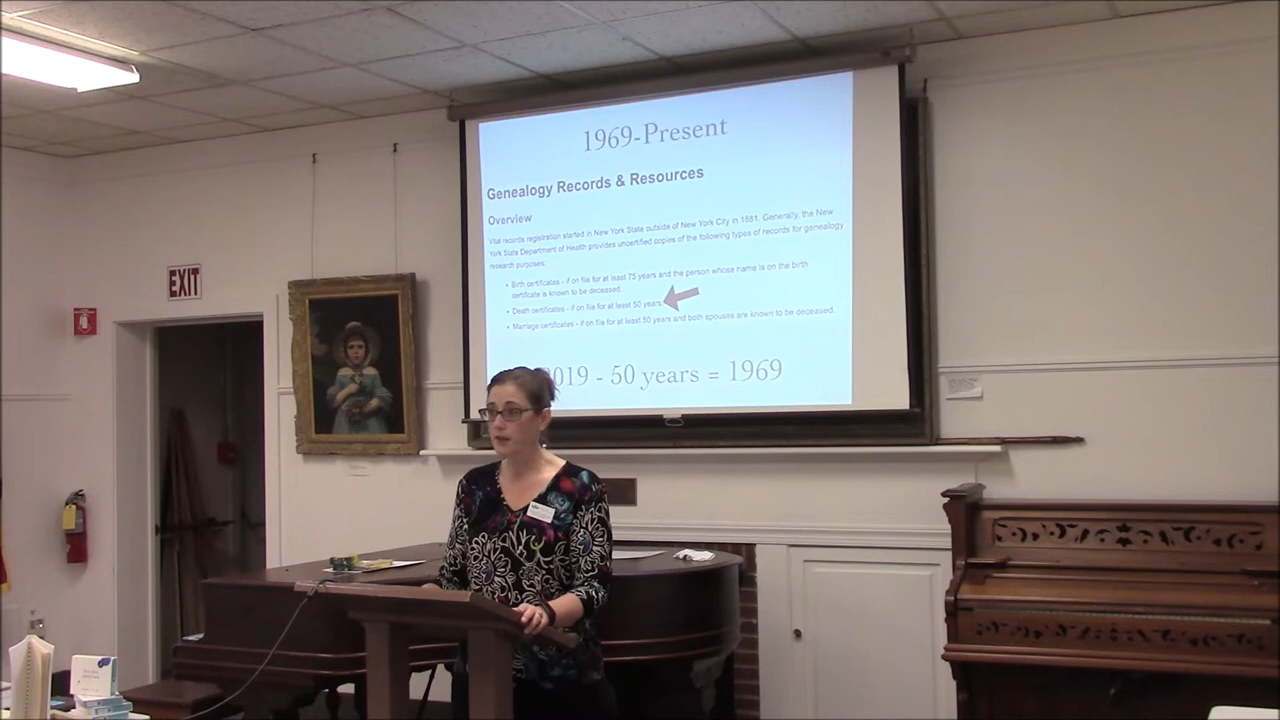 1969-Present
Genealogy Records & Resources
Overview
Vital records registration started in New York State outside of New York City in 1881. Generally, the New
York State Department of Health provides uncertified copies of the following types of records for genealogy
research purposes:
• Birth certificates - if on file for at least 75 years and the person whose name is on the birth
certificate is known to be deceased.
• Death certificates - if on file for at least 50 years.
• Marriage certificates - if on file for at least 50 years and both spouses are known to be deceased.
019 - 50 years = 1969
EXIT